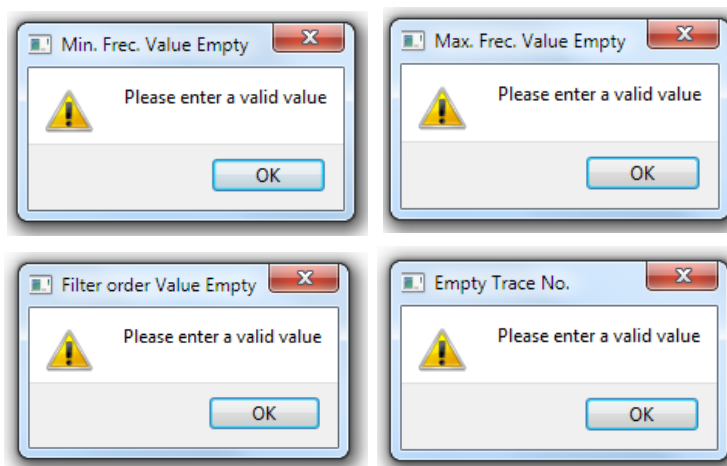 Min. Frec. Value Empty
Please enter a valid value
OK
Max. Frec. Value Empty
Please enter a valid value
OK
Filter order Value Empty
Please enter a valid value
OK
Empty Trace No.
Please enter a valid value
OK